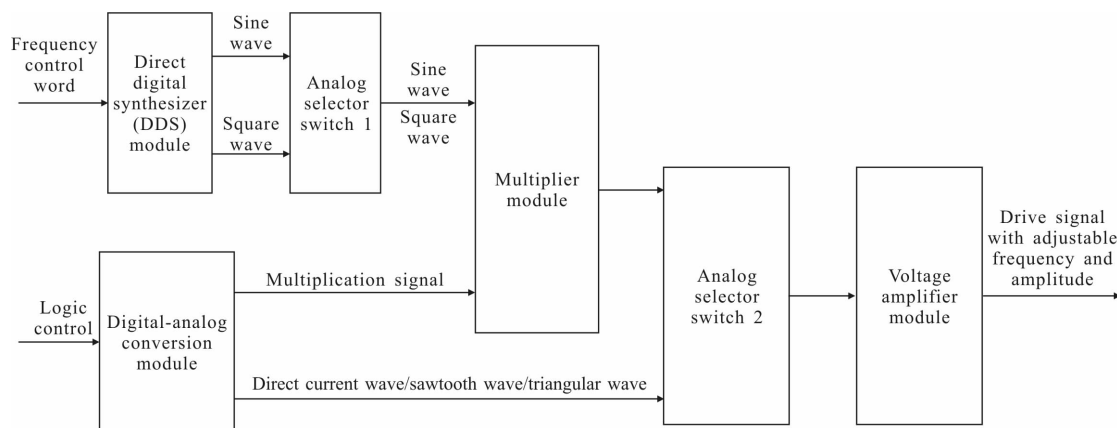 Frequency
control
word
Direct
digital
synthesizer
(DDS)
module
Sine
wave
Square
wave
Analog
selector
switch 1
Sine
wave
Square
wave
Multiplier
module
Logic
control
Digital-analog
conversion
module
Multiplication signal
Direct current wave/sawtooth wave/triangular wave
Analog
selector
switch 2
Voltage
amplifier
module
Drive signal
with adjustable
frequency and
amplitude